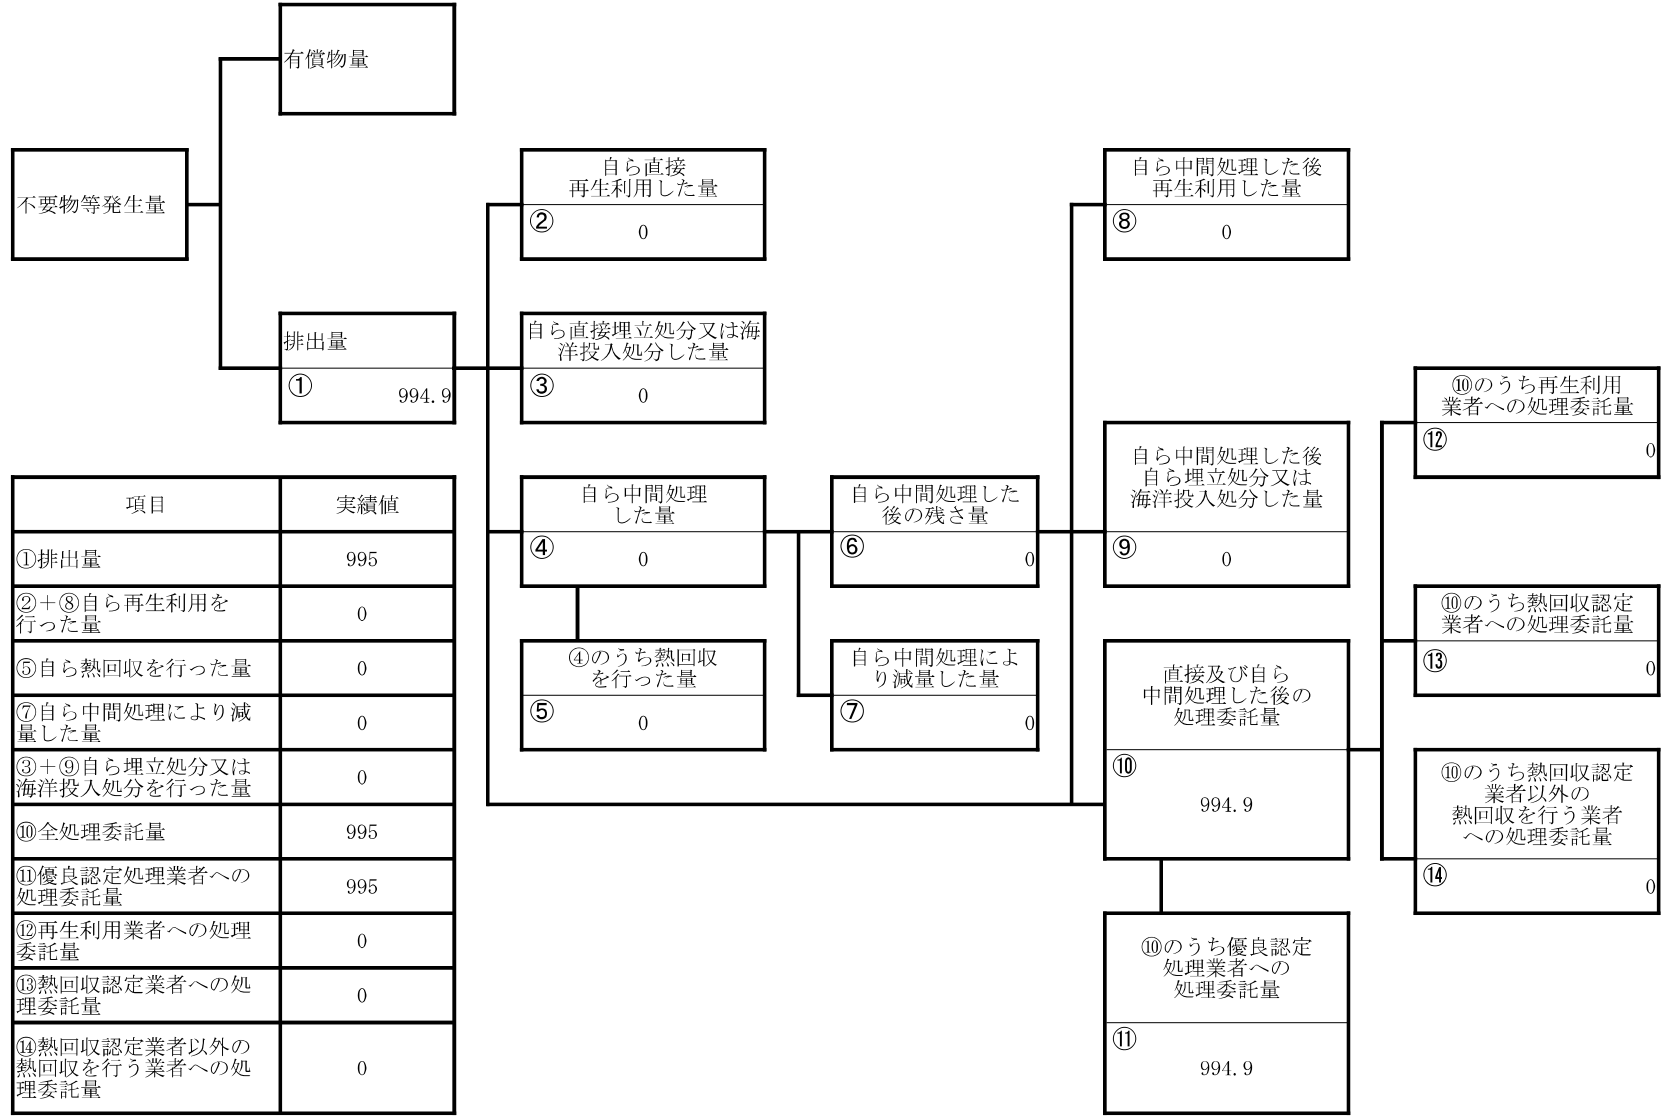 有償物量
不要物等発生量
排出量
①
994.9
自ら直接
再生利用した量
②
0
自ら直接埋立処分又は海
洋投入処分した量
③
0
自ら中間処理
した量
④
0
④のうち熱回収
を行った量
⑤
0
自ら中間処理した
後の残さ量
⑥
0
自ら中間処理によ
り減量した量
⑦
0
自ら中間処理した後
再生利用した量
⑧
0
自ら中間処理した後
自ら埋立処分又は
海洋投入処分した量
⑨
0
直接及び自ら
中間処理した後の
処理委託量
⑩
994.9
⑩のうち優良認定
処理業者への
処理委託量
⑪
994.9
⑩のうち再生利用
業者への処理委託量
⑫
0
⑩のうち熱回収認定
業者への処理委託量
⑬
0
⑩のうち熱回収認定
業者以外の
熱回収を行う業者
への処理委託量
⑭
0
項目 実績値
①排出量 995
②＋⑧自ら再生利用を
行った量 0
⑤自ら熱回収を行った量 0
⑦自ら中間処理により減
量した量 0
③＋⑨自ら埋立処分又は
海洋投入処分を行った量 0
⑩全処理委託量 995
⑪優良認定処理業者への
処理委託量 995
⑫再生利用業者への処理
委託量 0
⑬熱回収認定業者への処
理委託量 0
⑭熱回収認定業者以外の
熱回収を行う業者への処
理委託量 0